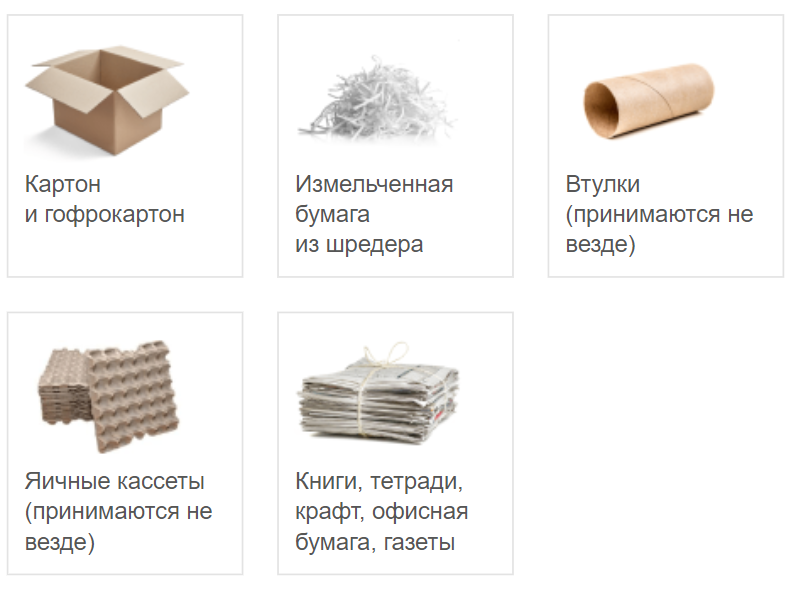 Картон
и гофрокартон
Измельченная
бумага
из шредера
Втулки
(принимаются не
везде)
Яичные кассеты
(принимаются не
везде)
Книги, тетради,
крафт, офисная
бумага, газеты